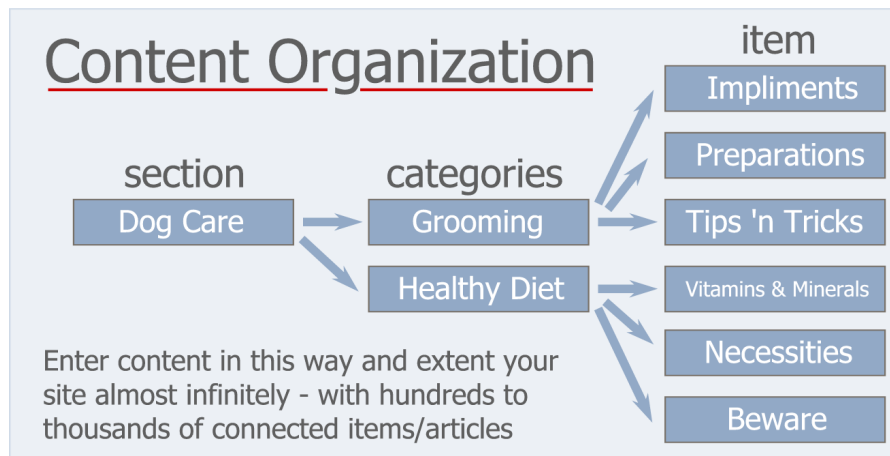 Content Organization
item
Impliments
Preparations
section
categories
Dog Care
Grooming
Tips 'n Tricks
Healthy Diet
Vitamins & Minerals
Necessities
Beware
Enter content in this way and extent your
site almost infinitely - with hundreds to
thousands of connected items/articles